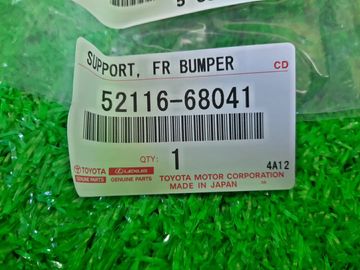 SUPPORT, FR BUMPER CD
52116-68041
QTY: 1
4A12
TOYOTA LEXUS TOYOTA MOTOR CORPORATION
GENUINE PARTS GENUINE PARTS MADE IN JAPAN